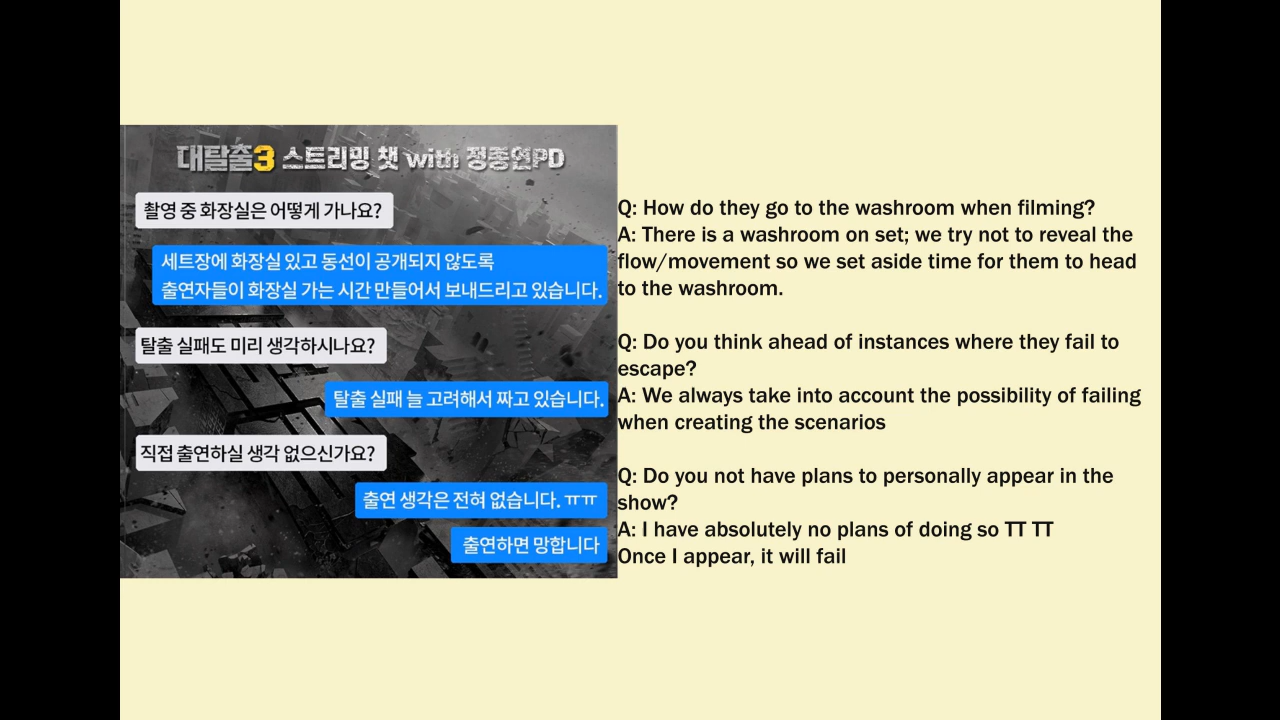 대탈출3 스트리밍 챗 with 정종연PD
촬영 중 화장실은 어떻게 가나요?
세트장에 화장실 있고 동선이 공개되지 않도록
출연자들이 화장실 가는 시간 만들어서 보내드리고 있습니다.
탈출 실패도 미리 생각하시나요?
탈출 실패 늘 고려해서 짜고 있습니다.
직접 출연하실 생각 없으신가요?
출연 생각은 전혀 없습니다. ㅠㅠ
출연하면 망합니다
Q: How do they go to the washroom when filming?
A: There is a washroom on set; we try not to reveal the
flow/movement so we set aside time for them to head
to the washroom.
Q: Do you think ahead of instances where they fail to
escape?
A: We always take into account the possibility of failing
when creating the scenarios
Q: Do you not have plans to personally appear in the
show?
A: I have absolutely no plans of doing so TT TT
Once I appear, it will fail